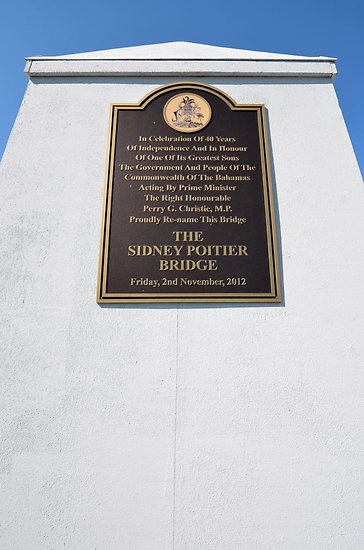 In Celebration Of 40 Years
Of Independence And In Honour
Of One Of Its Greatest Sons
The Government And People Of The
Commonwealth Of The Bahamas
Acting By Prime Minister
The Right Honourable
Perry G. Christie, M.P.
Proudly Re-name This Bridge
THE
SIDNEY POITIER
BRIDGE
Friday, 2nd November, 2012